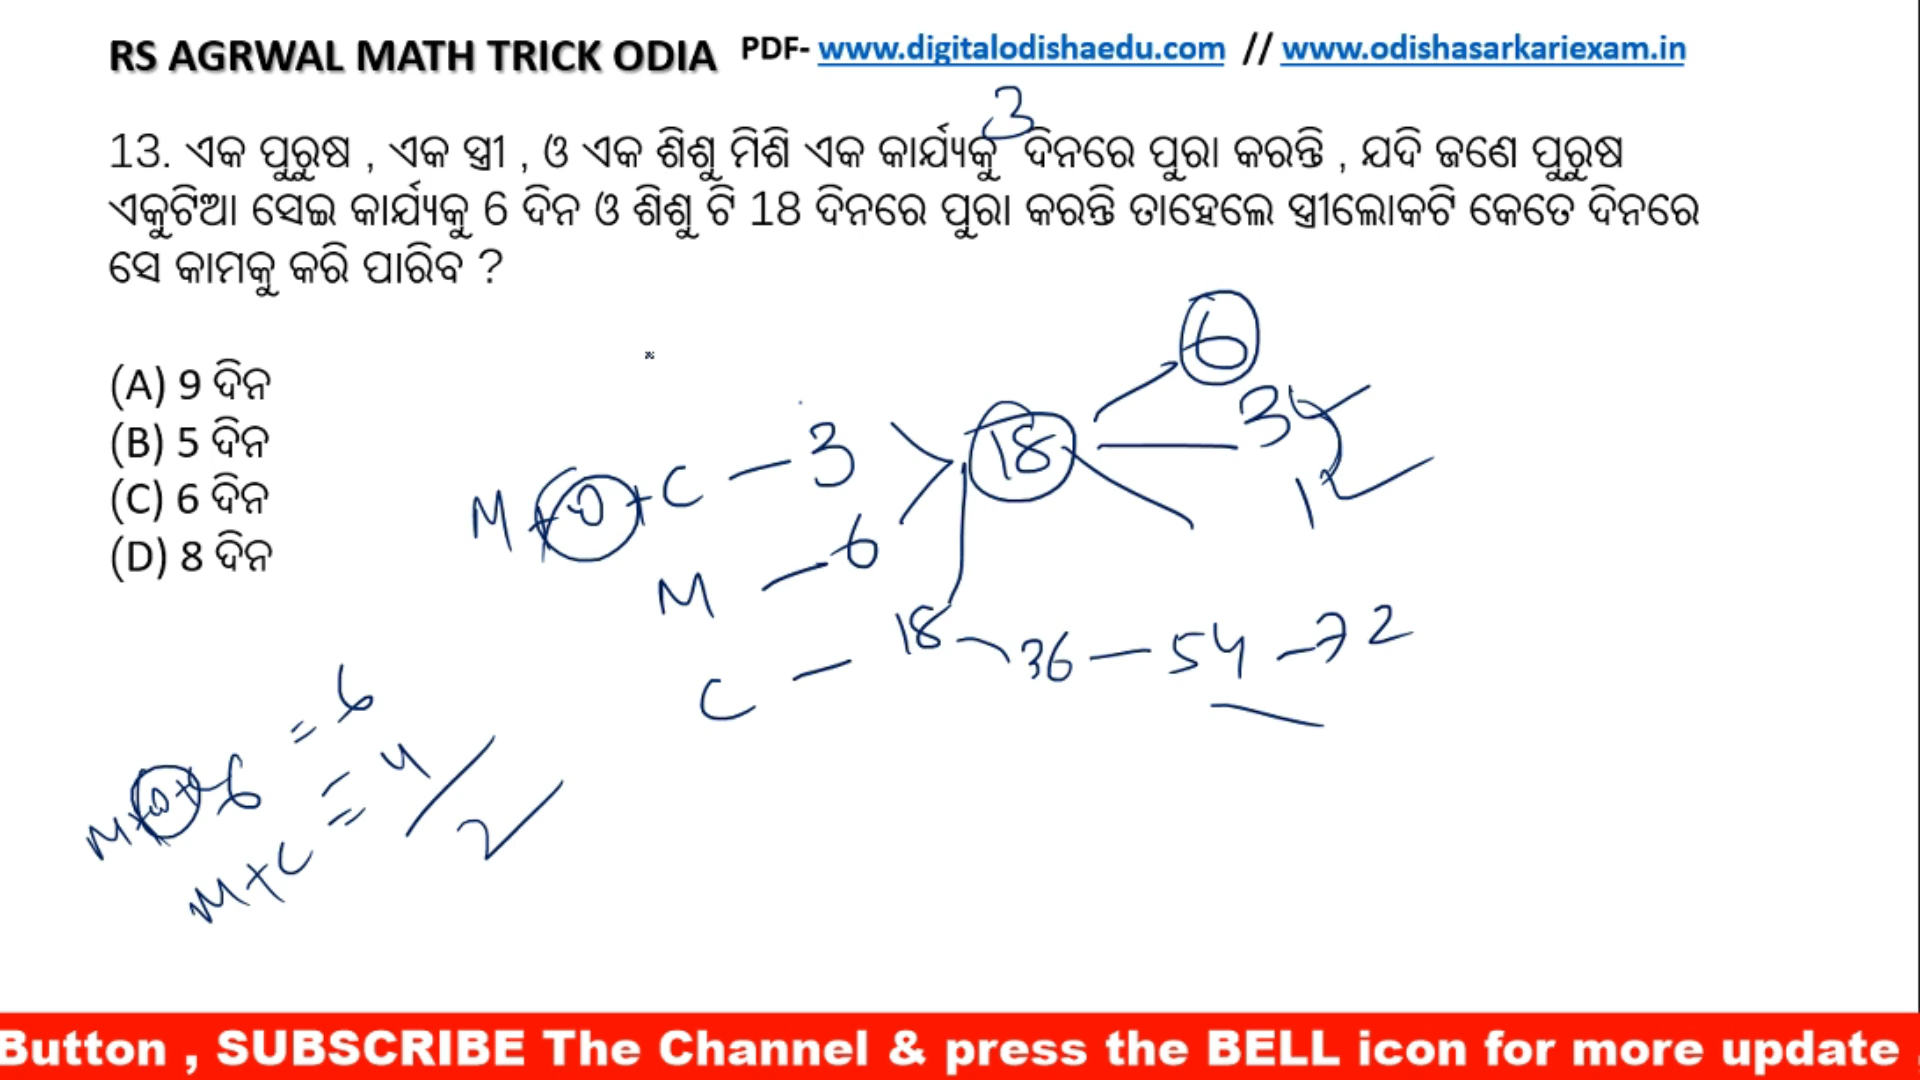 RS AGRWAL MATH TRICK ODIA PDF- www.digitalodishaedu.com // www.odishasarkariexam.in
3
13. ଏକ ପୁରୁଷ , ଏକ ସ୍ତ୍ରୀ , ଓ ଏକ ଶିଶୁ ମିଶି ଏକ କାର୍ଯ୍ୟକୁ ଦିନରେ ପୁରା କରନ୍ତି , ଯଦି ଜଣେ ପୁରୁଷ
ଏକୁଟିଆ ସେଇ କାର୍ଯ୍ୟକୁ 6 ଦିନ ଓ ଶିଶୁ ଟି 18 ଦିନରେ ପୁରା କରନ୍ତି ତାହେଲେ ସ୍ତ୍ରୀଲୋକଟି କେତେ ଦିନରେ
ସେ କାମକୁ କରି ପାରିବ ?
(A) 9 ଦିନ
(B) 5 ଦିନ
(C) 6 ଦିନ
(D) 8 ଦିନ
6
18
M + + C — 3
M — 6
C — 18 - 36 — 54 - 72
= 6
M + C = 4
2
Button , SUBSCRIBE The Channel & press the BELL icon for more update